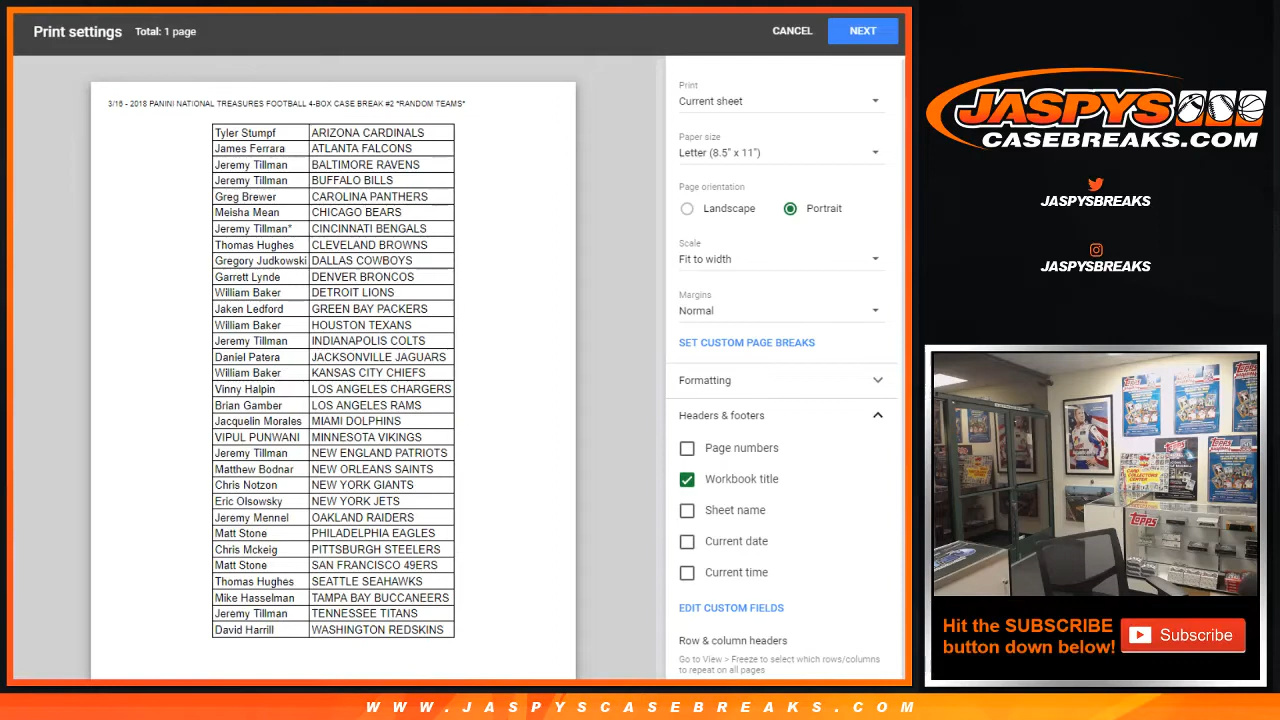 Print settings Total: 1 page
CANCEL NEXT
3/16 - 2018 PANINI NATIONAL TREASURES FOOTBALL 4-BOX CASE BREAK #2 *RANDOM TEAMS*
Tyler Stumpf ARIZONA CARDINALS
James Ferrara ATLANTA FALCONS
Jeremy Tillman BALTIMORE RAVENS
Jeremy Tillman BUFFALO BILLS
Greg Brewer CAROLINA PANTHERS
Meisha Mean CHICAGO BEARS
Jeremy Tillman* CINCINNATI BENGALS
Thomas Hughes CLEVELAND BROWNS
Gregory Judkowski DALLAS COWBOYS
Garrett Lynde DENVER BRONCOS
William Baker DETROIT LIONS
Jaken Ledford GREEN BAY PACKERS
William Baker HOUSTON TEXANS
Jeremy Tillman INDIANAPOLIS COLTS
Daniel Patera JACKSONVILLE JAGUARS
William Baker KANSAS CITY CHIEFS
Vinny Halpin LOS ANGELES CHARGERS
Brian Gamber LOS ANGELES RAMS
Jacquelin Morales MIAMI DOLPHINS
VIPUL PUNWANI MINNESOTA VIKINGS
Jeremy Tillman NEW ENGLAND PATRIOTS
Matthew Bodnar NEW ORLEANS SAINTS
Chris Notzon NEW YORK GIANTS
Eric Olsowsky NEW YORK JETS
Jeremy Mennel OAKLAND RAIDERS
Matt Stone PHILADELPHIA EAGLES
Chris Mckeig PITTSBURGH STEELERS
Matt Stone SAN FRANCISCO 49ERS
Thomas Hughes SEATTLE SEAHAWKS
Mike Hasselman TAMPA BAY BUCCANEERS
Jeremy Tillman TENNESSEE TITANS
David Harrill WASHINGTON REDSKINS
Print
Current sheet
Paper size
Letter (8.5" x 11")
Page orientation
Landscape Portrait
Scale
Fit to width
Margins
Normal
SET CUSTOM PAGE BREAKS
Formatting
Headers & footers
Page numbers
Workbook title
Sheet name
Current date
Current time
EDIT CUSTOM FIELDS
Row & column headers
Go to View > Freeze to select which rows/columns
to repeat on all pages
JASPYS
CASEBREAKS.COM
JASPYSBREAKS
JASPYSBREAKS
TOPPS
Hit the SUBSCRIBE
button down below!
Subscribe
WWW.JASPYSCASEBREAKS.COM